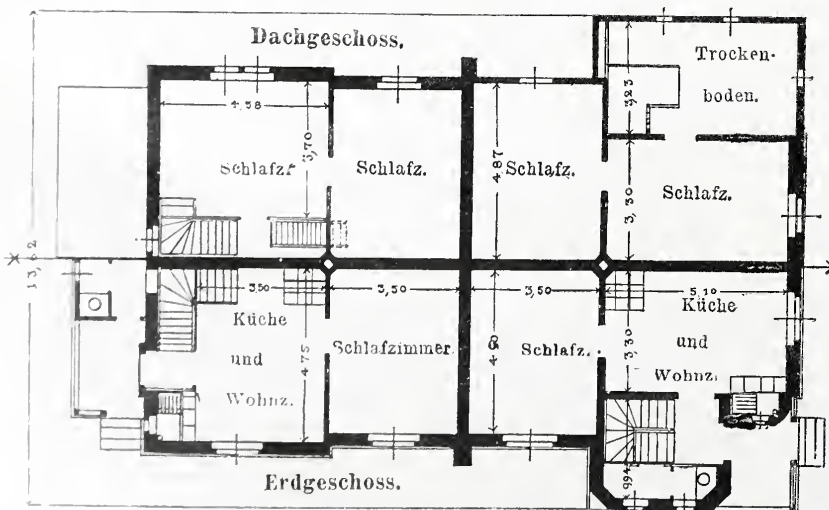 Dachgeschoss.
Trocken-
boden.
3,23
4,58
3,70
Schlafz.
Schlafz.
4,87
Schlafz.
3,30
Schlafz.
13,62
3,50
3,50
3,50
5,10
Küche
und
Wohnz.
4,75
Schlafzimmer.
Schlafz.
Küche
und
Wohnz.
3,30
Erdgeschoss.